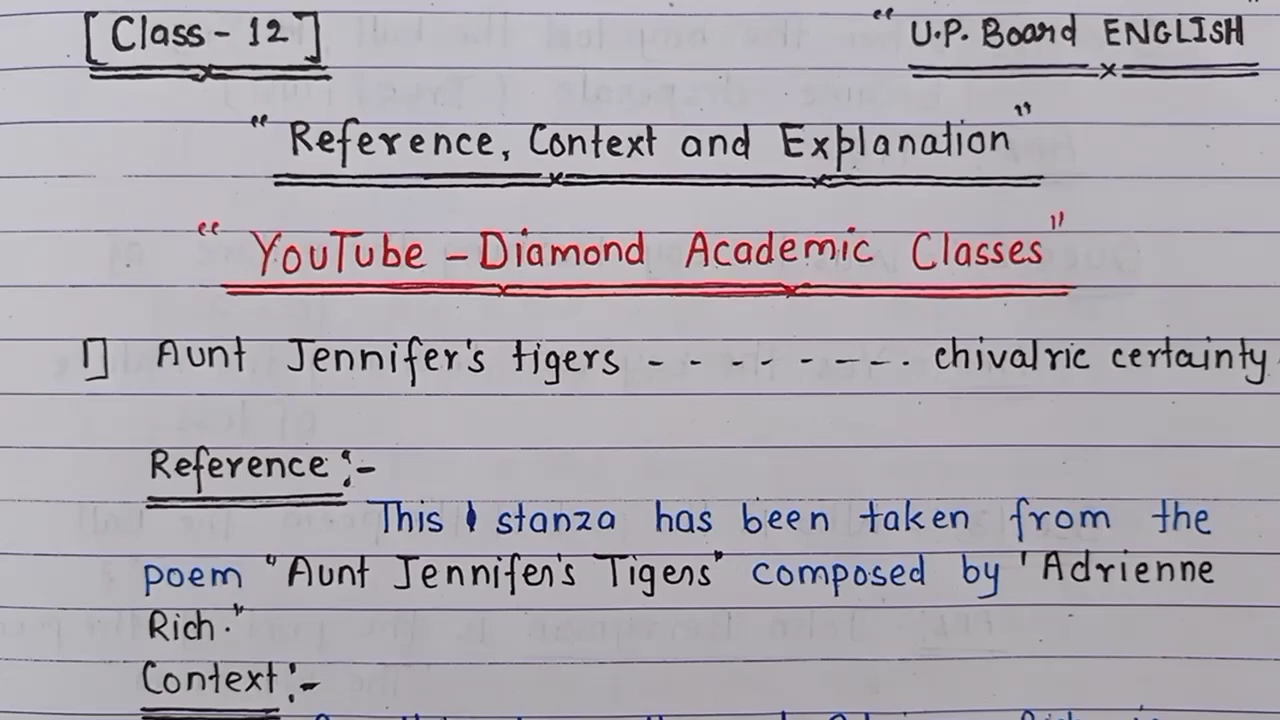 [Class - 12] " U.P. Board ENGLISH "
" Reference, Context and Explanation "
" YouTube - Diamond Academic Classes "
1] Aunt Jennifer's tigers - - - - - - - . chivalric certainty
Reference :-
This stanza has been taken from the
poem "Aunt Jennifer's Tigers" composed by 'Adrienne
Rich."
Context :-